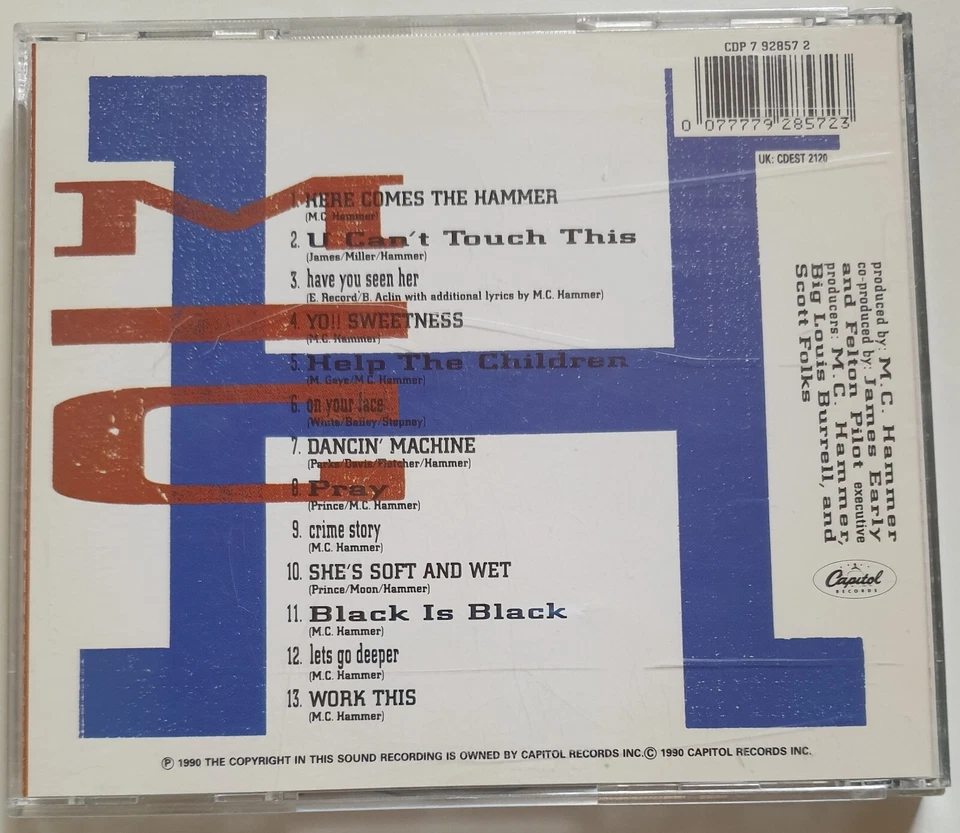 CDP 7 92857 2
0 077779 285723
UK: CDEST 2120
MC
H
1. HERE COMES THE HAMMER
(M.C. Hammer)
2. U Can't Touch This
(James/Miller/Hammer)
3. have you seen her
(E. Record/B. Aclin with additional lyrics by M.C. Hammer)
4. YO!! SWEETNESS
(M.C. Hammer)
5. Help The Children
(M. Gaye/M.C. Hammer)
6. on your face
(White/Bailey/Stepney)
7. DANCIN' MACHINE
(Parks/Davis/Fletcher/Hammer)
8. Pray
(Prince/M.C. Hammer)
9. crime story
(M.C. Hammer)
10. SHE'S SOFT AND WET
(Prince/Moon/Hammer)
11. Black Is Black
(M.C. Hammer)
12. lets go deeper
(M.C. Hammer)
13. WORK THIS
(M.C. Hammer)
produced by: M.C. Hammer
co-produced by: James Early
and Felton Pilot executive
producers: M.C. Hammer,
Big Louis Burrell, and
Scott Folks
Capitol
RECORDS
℗ 1990 THE COPYRIGHT IN THIS SOUND RECORDING IS OWNED BY CAPITOL RECORDS INC.© 1990 CAPITOL RECORDS INC.